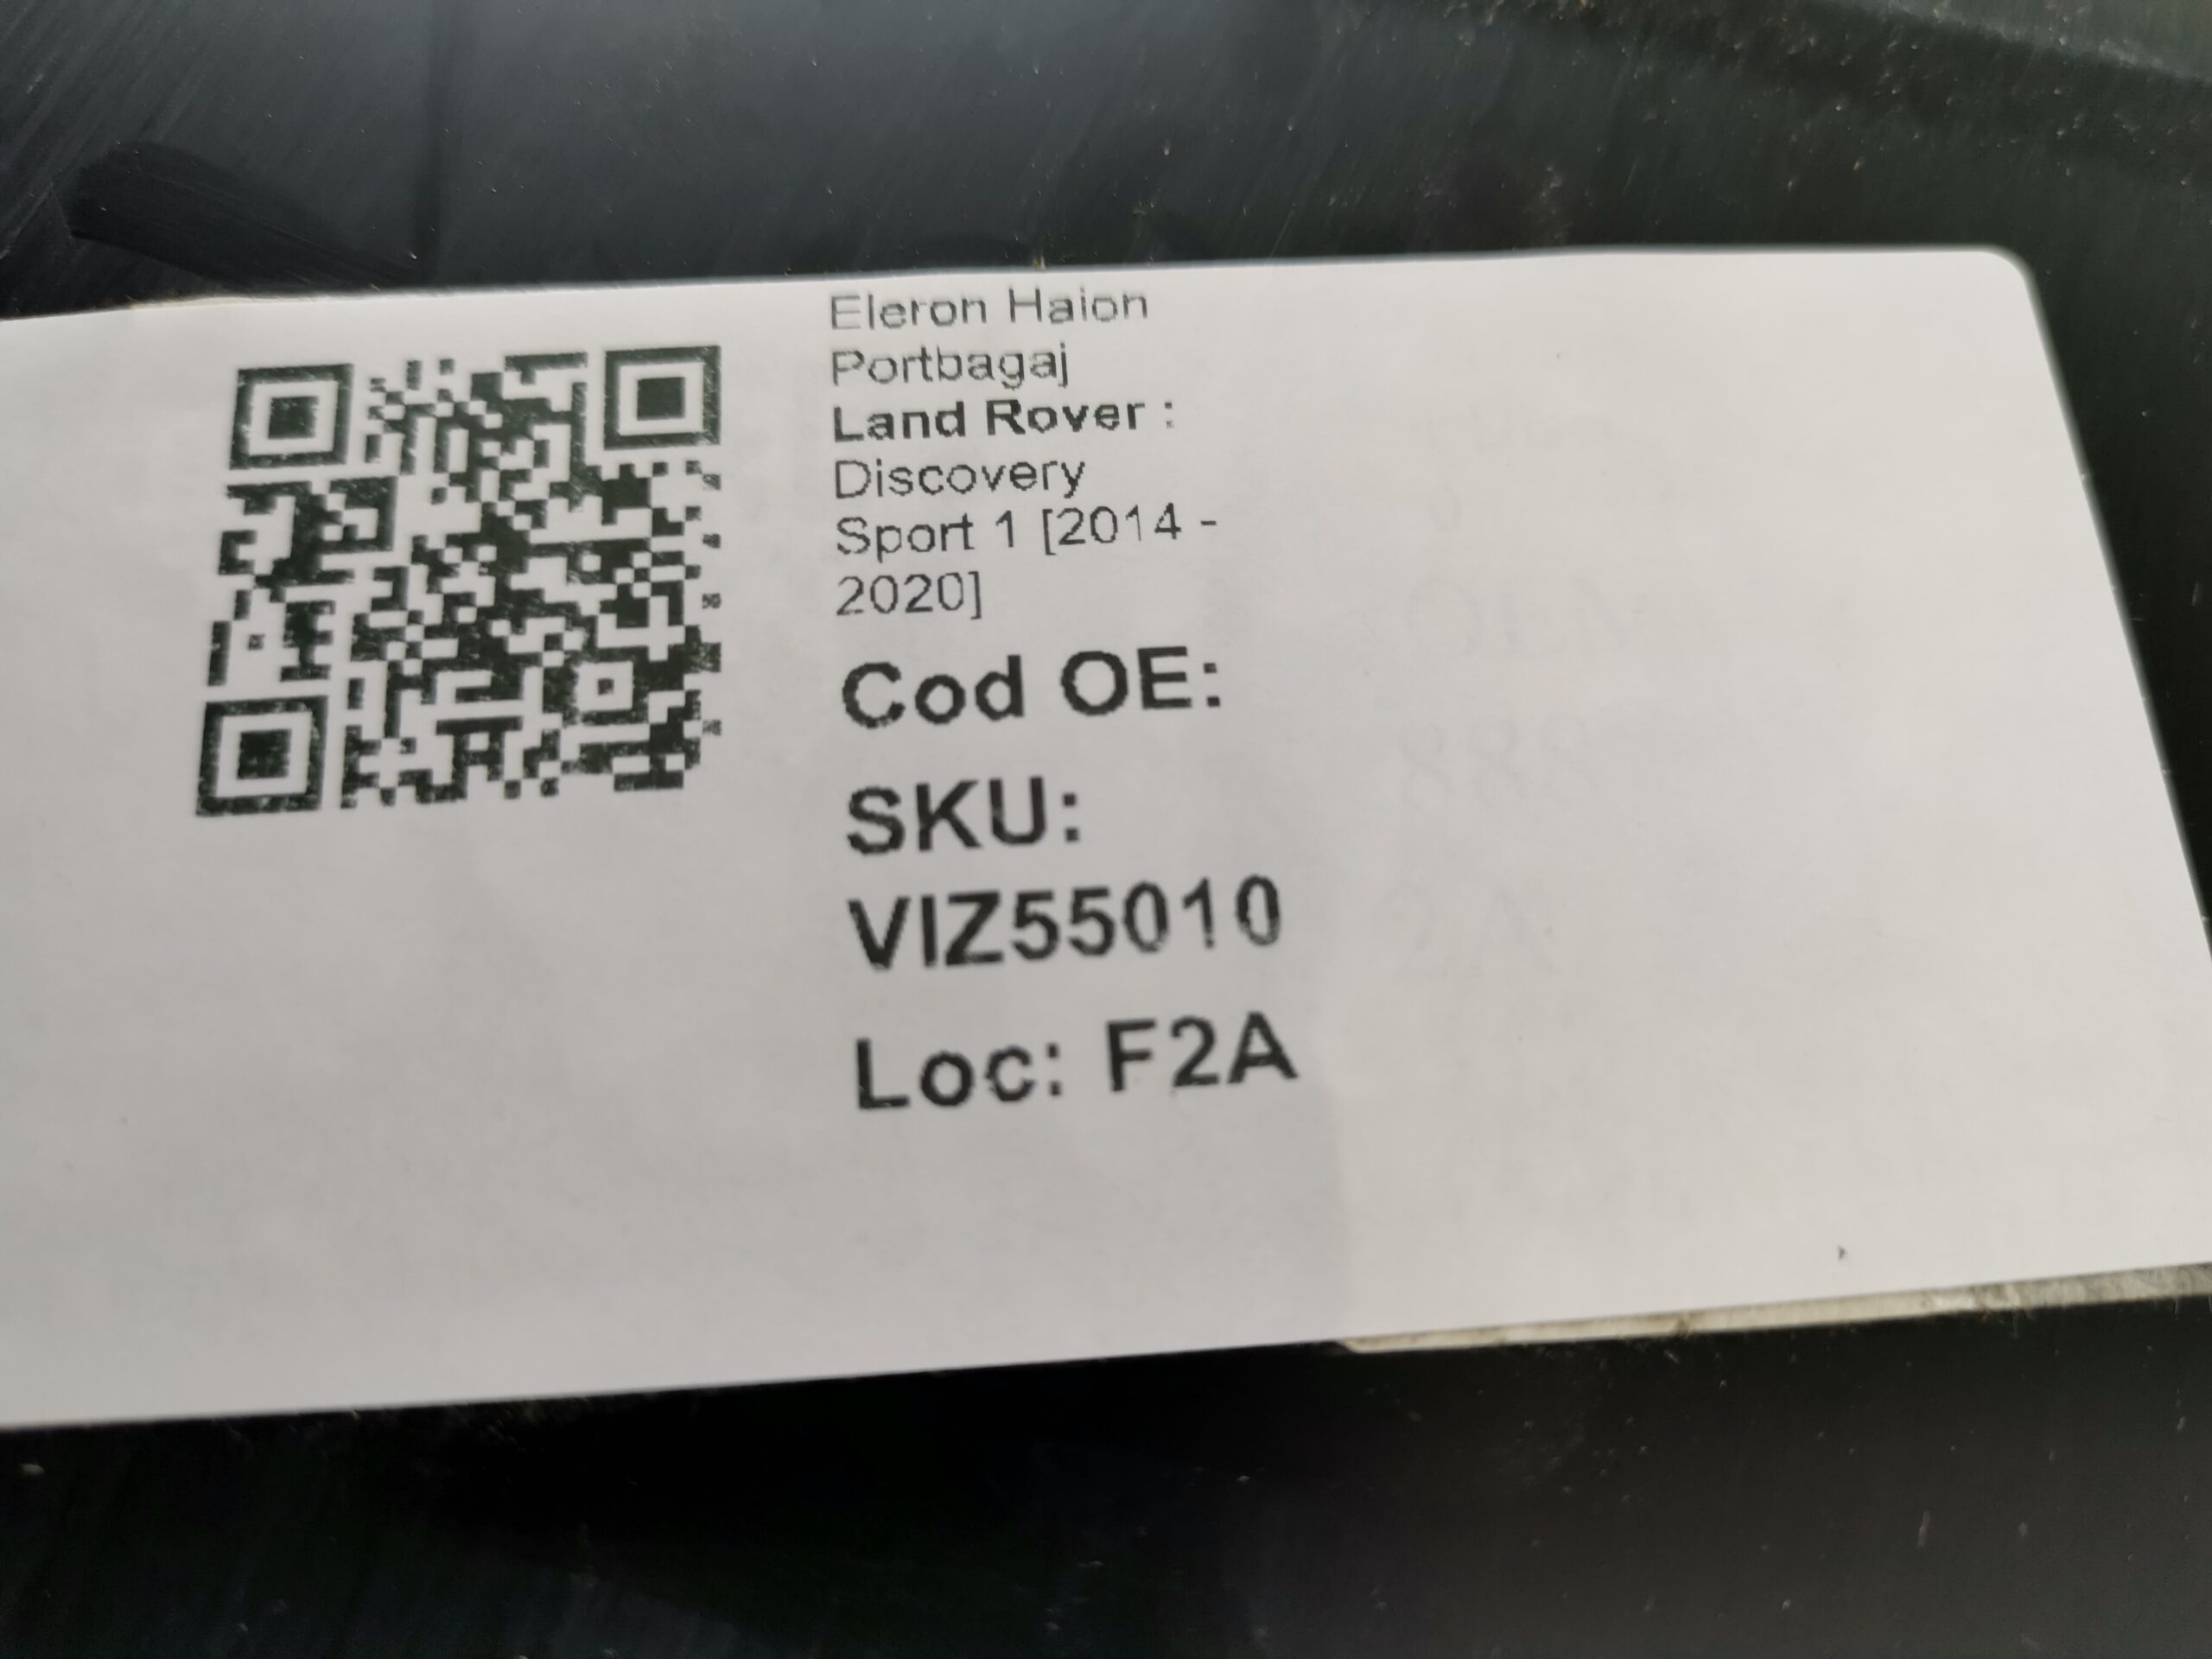 Eleron Haion
Portbagaj
Land Rover :
Discovery
Sport 1 [2014 -
2020]
Cod OE:
SKU:
VIZ55010
Loc: F2A